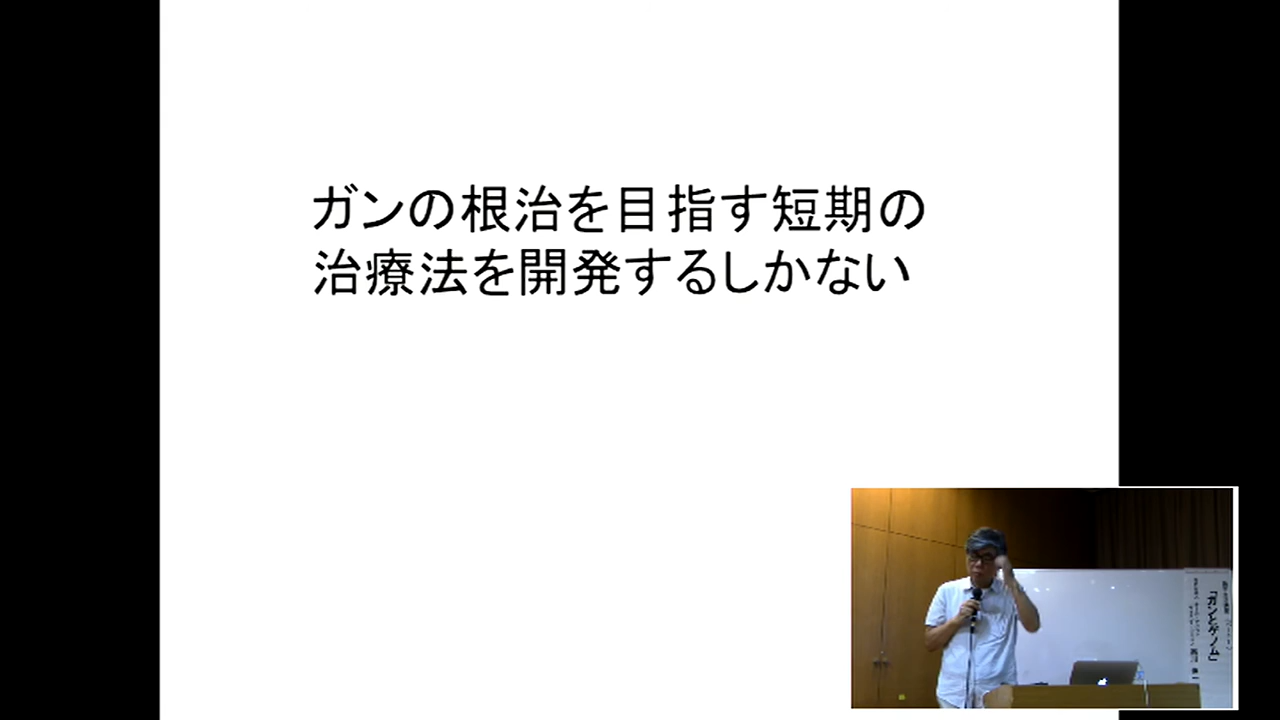 ガンの根治を目指す短期の
治療法を開発するしかない
「ガンとゲノム」